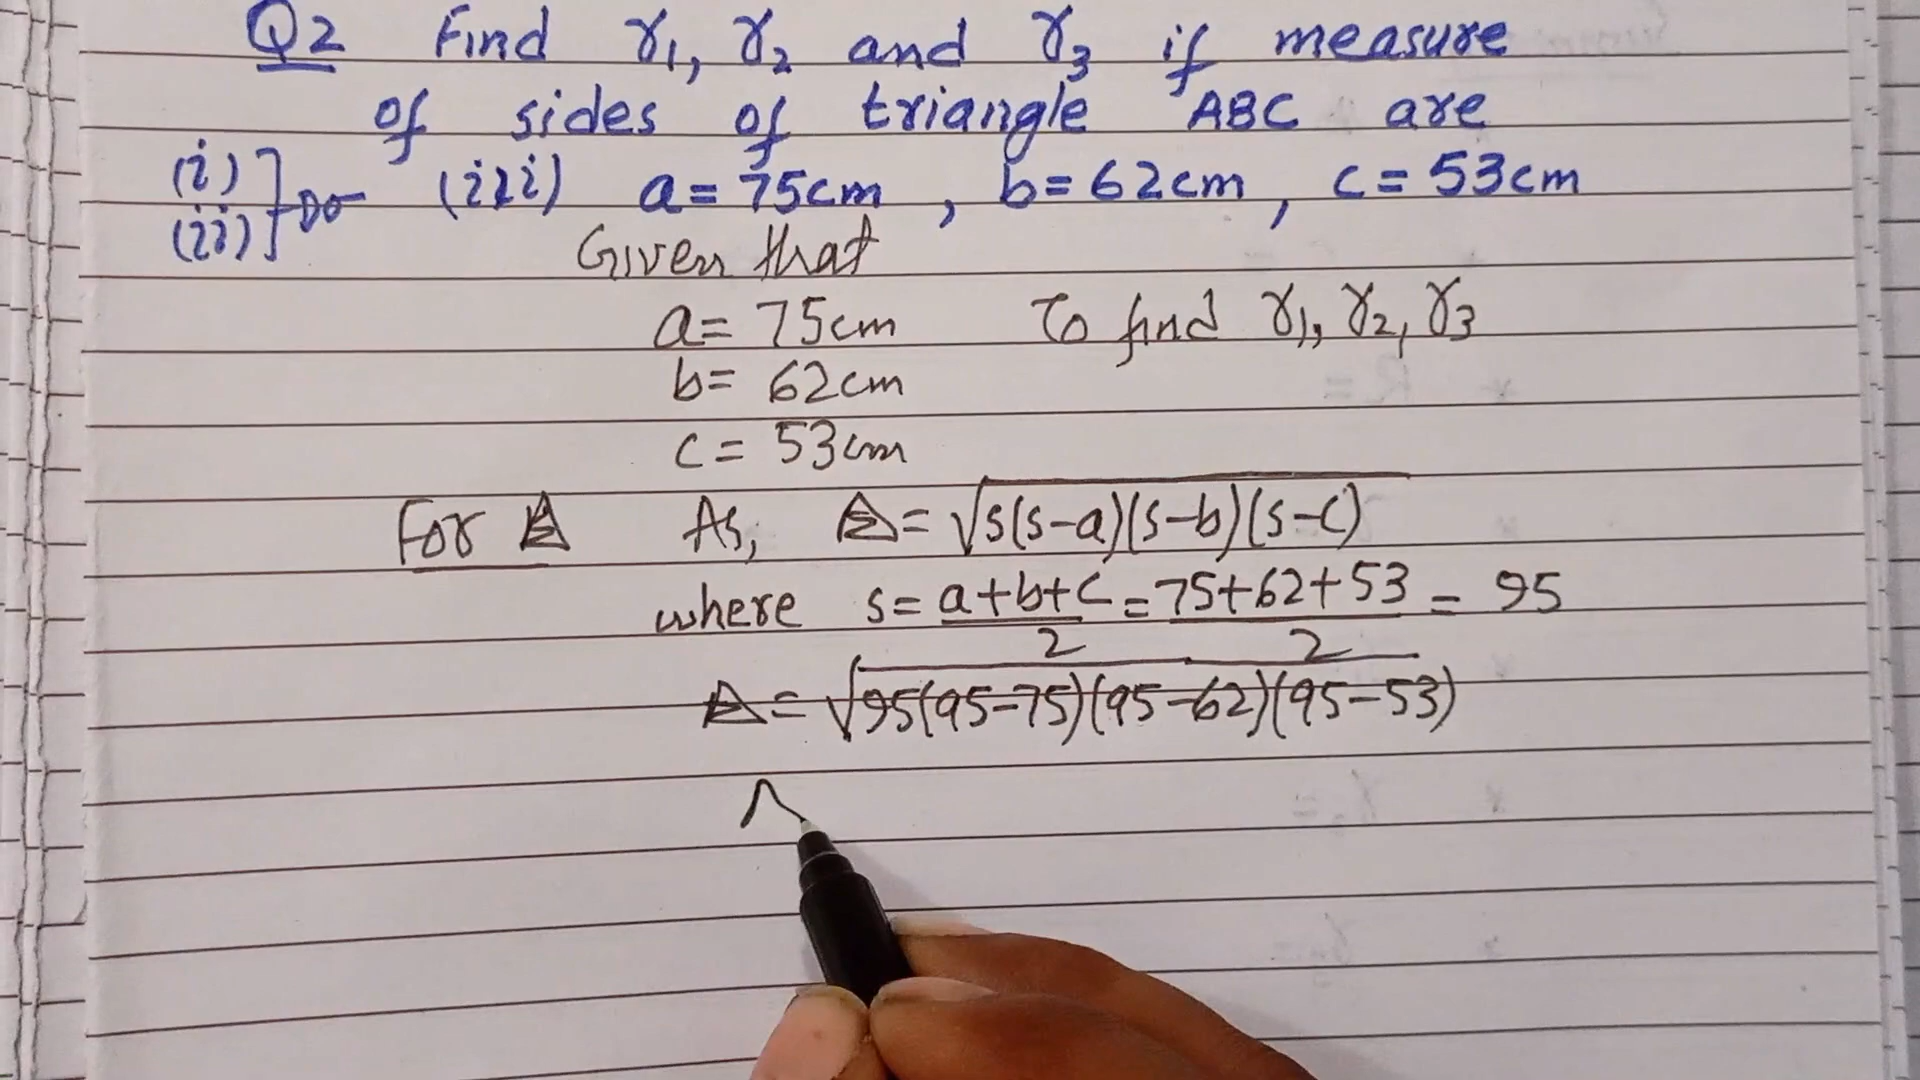 Q2 Find r₁, r₂ and r₃ if measure
of sides of triangle ABC are
(i)
(ii) ] Do (iii) a = 75cm, b = 62cm, c = 53cm
Given that
a = 75cm To find r₁, r₂, r₃
b = 62cm
c = 53cm
For Δ As, Δ = √s(s-a)(s-b)(s-c)
where s = a+b+c/2 = 75+62+53/2 = 95
Δ = √95(95-75)(95-62)(95-53)